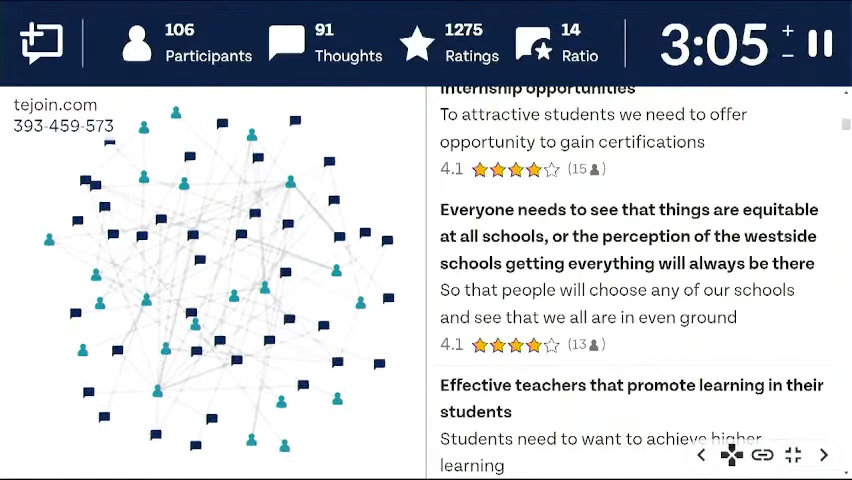 106
Participants
91
Thoughts
1275
Ratings
14
Ratio
3:05
+
−
tejoin.com
393-459-573
Internship opportunities
To attractive students we need to offer
opportunity to gain certifications
4.1 (15)
Everyone needs to see that things are equitable
at all schools, or the perception of the westside
schools getting everything will always be there
So that people will choose any of our schools
and see that we all are in even ground
4.1 (13)
Effective teachers that promote learning in their
students
Students need to want to achieve higher
learning